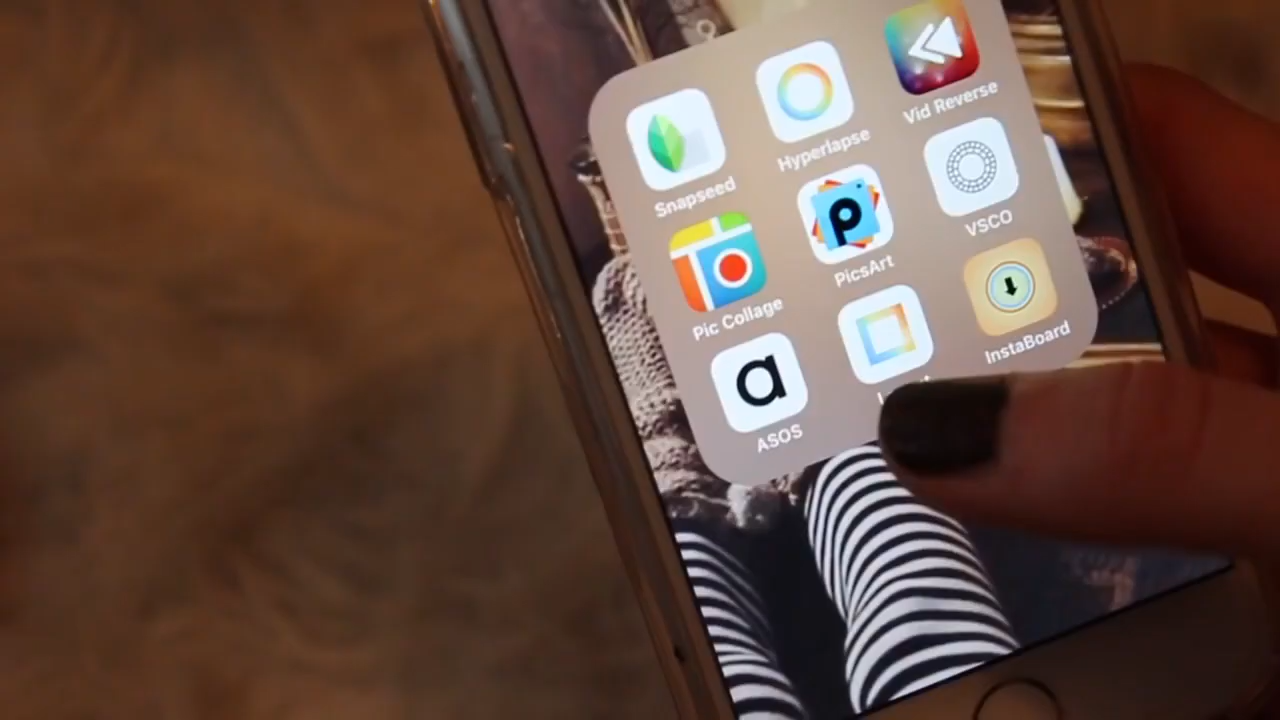 Snapseed
Hyperlapse
Vid Reverse
Pic Collage
PicsArt
VSCO
a
ASOS
InstaBoard